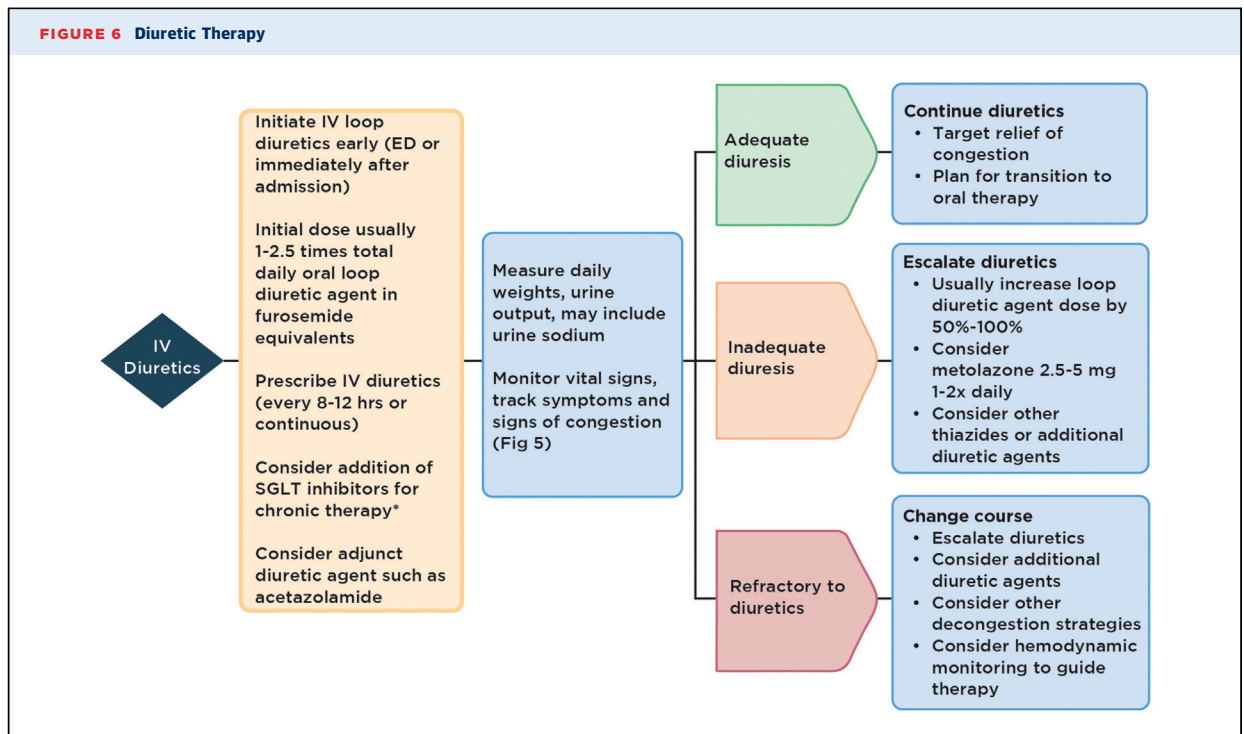 FIGURE 6 Diuretic Therapy
IV
Diuretics
Initiate IV loop
diuretics early (ED or
immediately after
admission)
Initial dose usually
1-2.5 times total
daily oral loop
diuretic agent in
furosemide
equivalents
Prescribe IV diuretics
(every 8-12 hrs or
continuous)
Consider addition of
SGLT inhibitors for
chronic therapy*
Consider adjunct
diuretic agent such as
acetazolamide
Measure daily
weights, urine
output, may include
urine sodium
Monitor vital signs,
track symptoms and
signs of congestion
(Fig 5)
Adequate
diuresis
Continue diuretics
• Target relief of
congestion
• Plan for transition to
oral therapy
Inadequate
diuresis
Escalate diuretics
• Usually increase loop
diuretic agent dose by
50%-100%
• Consider
metolazone 2.5-5 mg
1-2x daily
• Consider other
thiazides or additional
diuretic agents
Refractory to
diuretics
Change course
• Escalate diuretics
• Consider additional
diuretic agents
• Consider other
decongestion strategies
• Consider hemodynamic
monitoring to guide
therapy